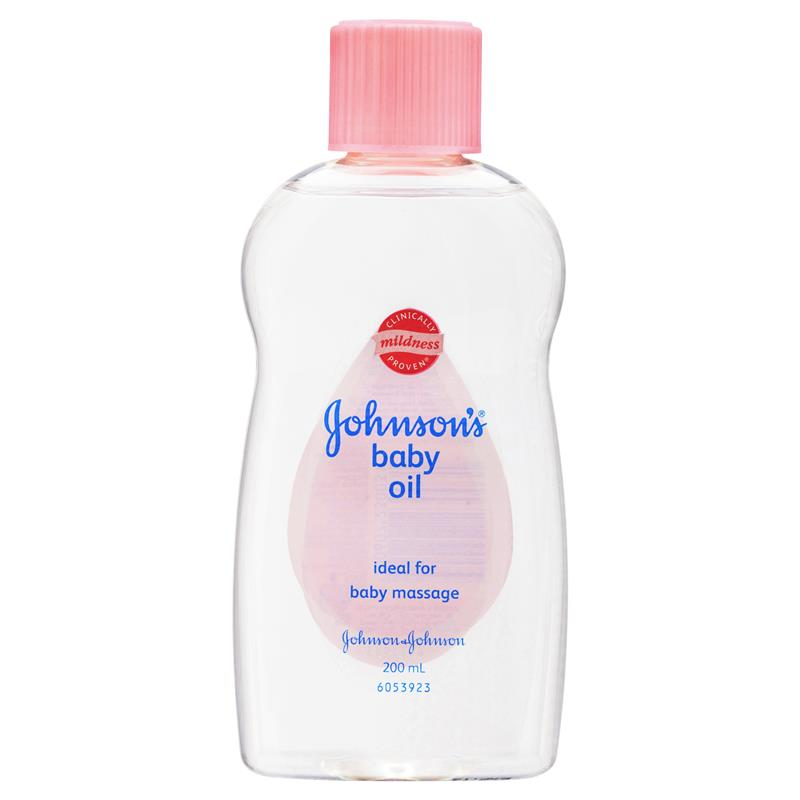 CLINICALLY
mildness
PROVEN®
Johnson's®
baby
oil
ideal for
baby massage
Johnson & Johnson
200 mL
6053923